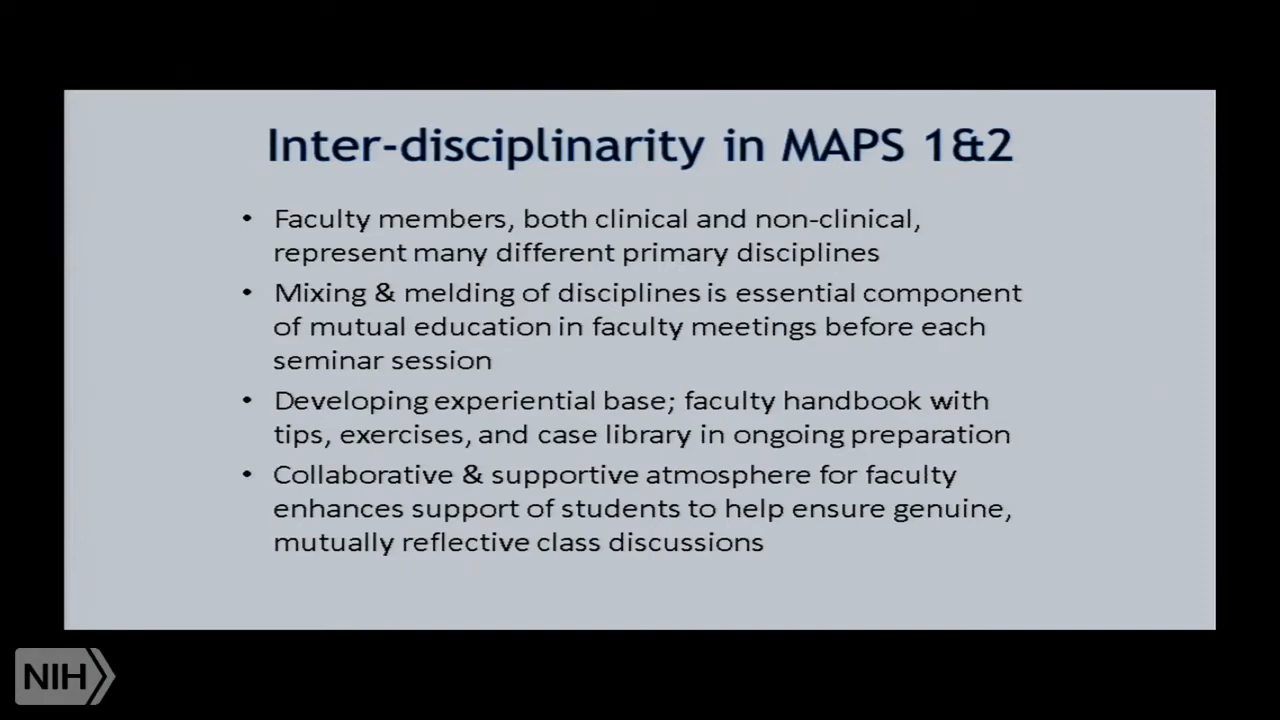 Inter-disciplinarity in MAPS 1&2
• Faculty members, both clinical and non-clinical,
represent many different primary disciplines
• Mixing & melding of disciplines is essential component
of mutual education in faculty meetings before each
seminar session
• Developing experiential base; faculty handbook with
tips, exercises, and case library in ongoing preparation
• Collaborative & supportive atmosphere for faculty
enhances support of students to help ensure genuine,
mutually reflective class discussions
NIH